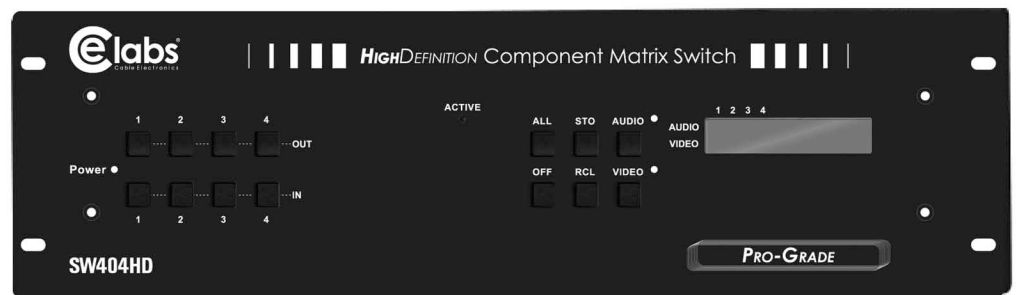 Celabs®
Cable Electronics
HIGHDEFINITION Component Matrix Switch
ACTIVE
1 2 3 4
OUT
Power
IN
1 2 3 4
ALL STO AUDIO
OFF RCL VIDEO
1 2 3 4
AUDIO
VIDEO
SW404HD
PRO-GRADE